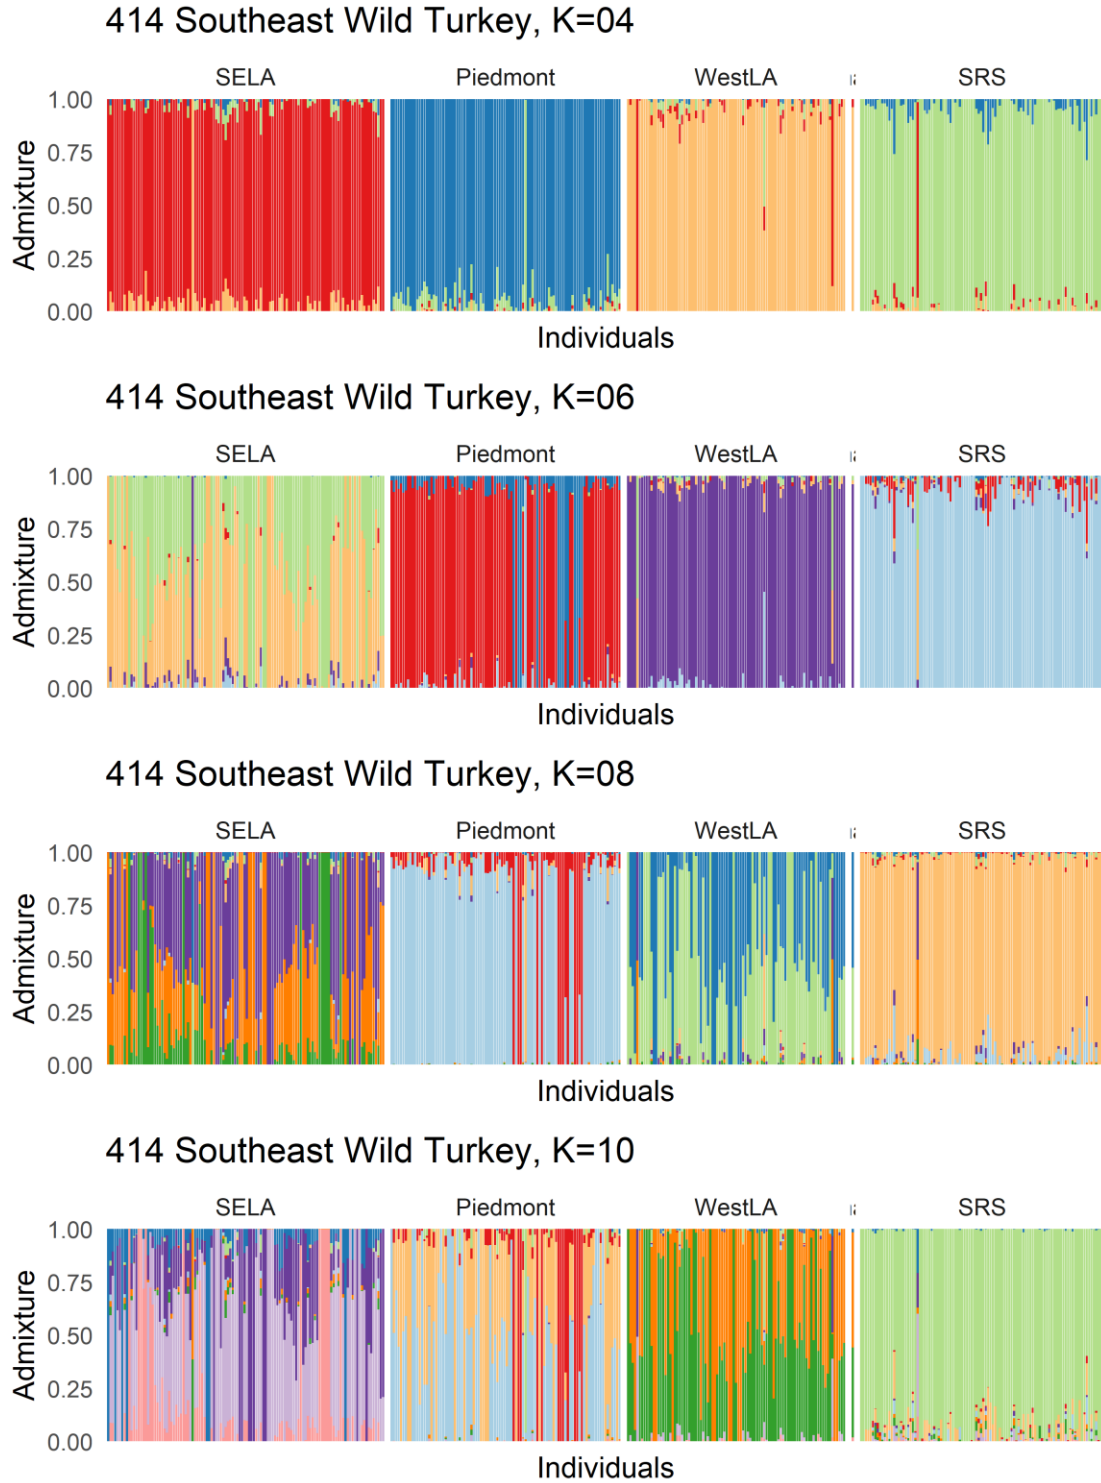 414 Southeast Wild Turkey, K=04
SELA Piedmont WestLA SRS
1.00
0.75
0.50
0.25
0.00
Admixture
Individuals
414 Southeast Wild Turkey, K=06
SELA Piedmont WestLA SRS
1.00
0.75
0.50
0.25
0.00
Admixture
Individuals
414 Southeast Wild Turkey, K=08
SELA Piedmont WestLA SRS
1.00
0.75
0.50
0.25
0.00
Admixture
Individuals
414 Southeast Wild Turkey, K=10
SELA Piedmont WestLA SRS
1.00
0.75
0.50
0.25
0.00
Admixture
Individuals